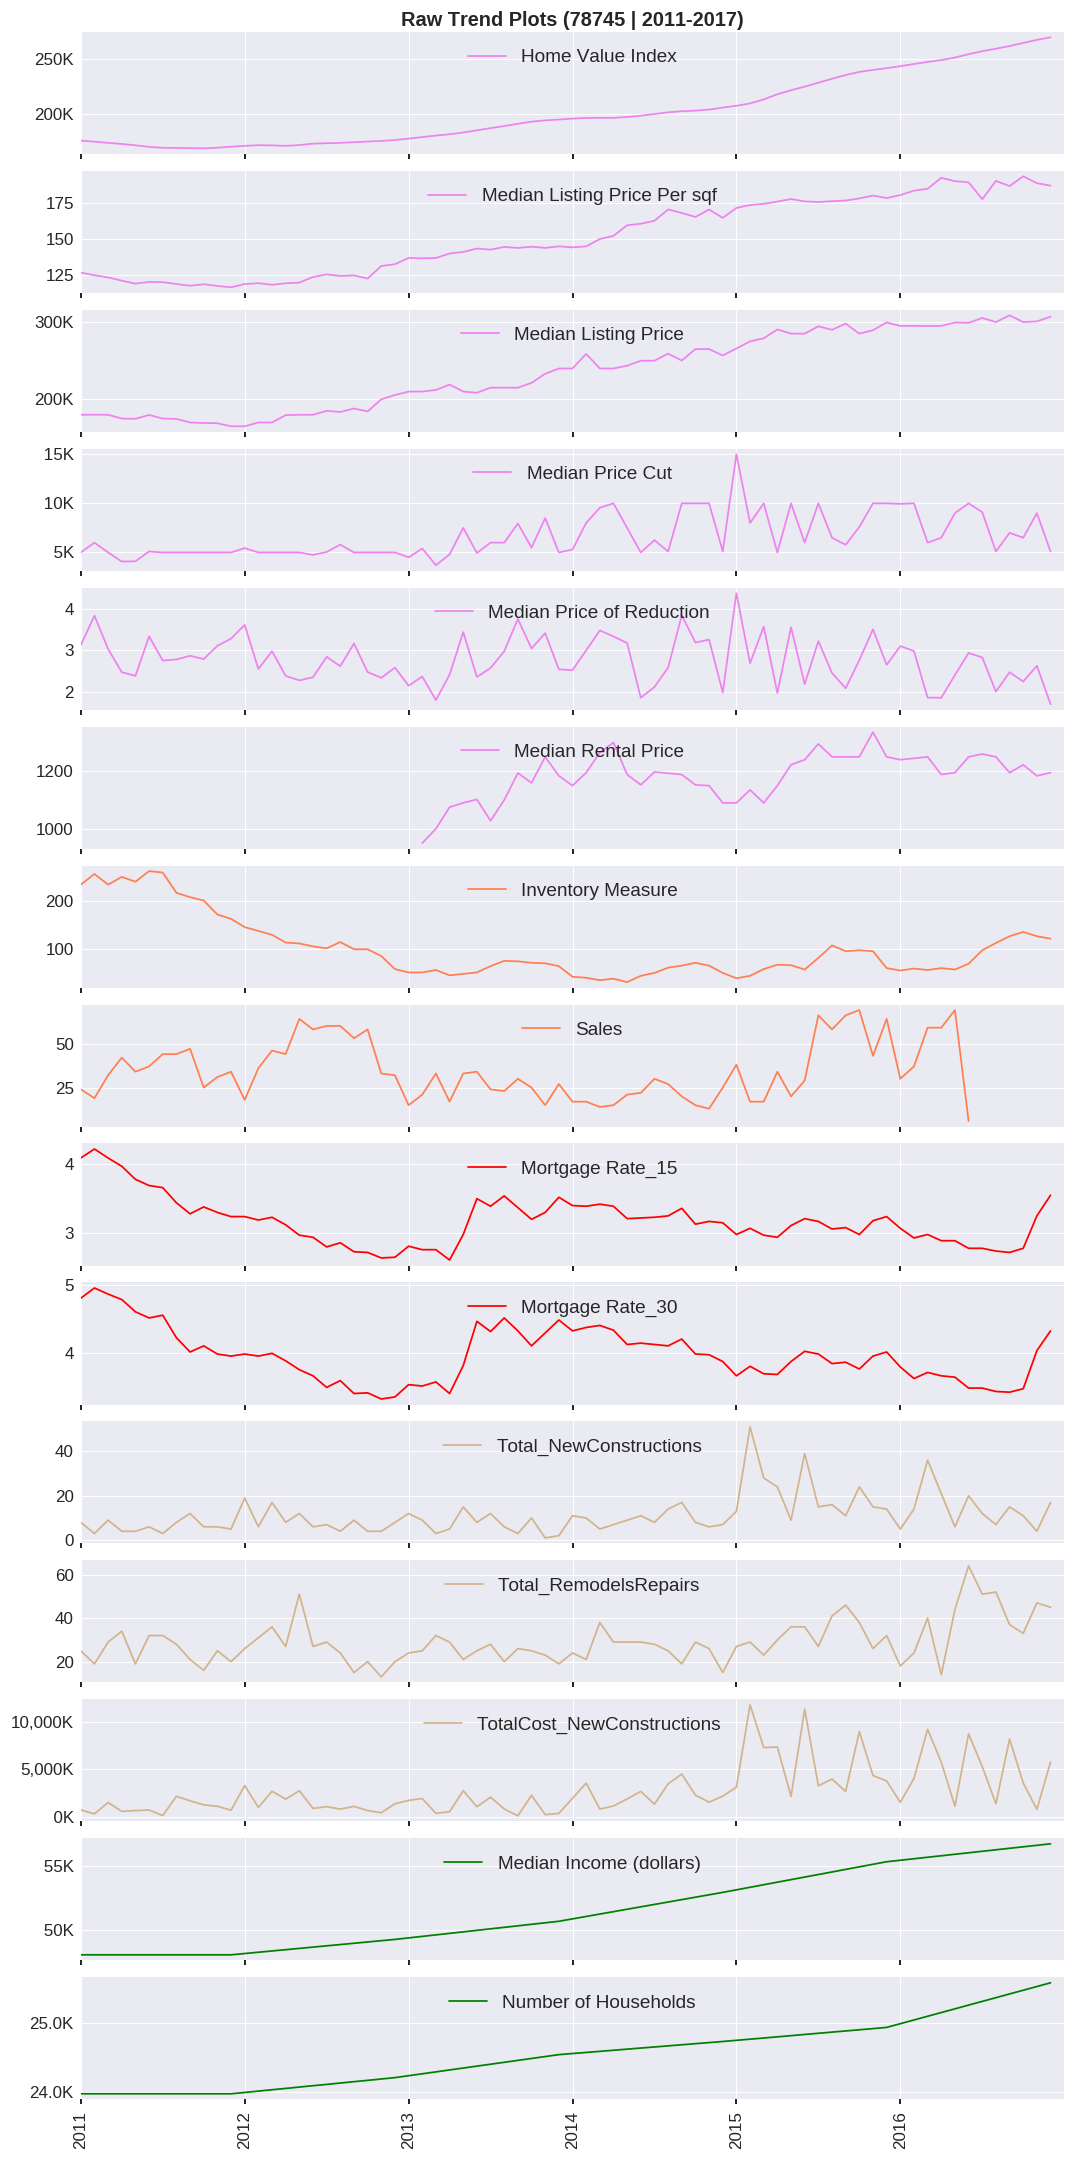 Raw Trend Plots (78745 | 2011-2017)
Home Value Index
250K
200K
Median Listing Price Per sqf
175
150
125
Median Listing Price
300K
200K
Median Price Cut
15K
10K
5K
Median Price of Reduction
4
3
2
Median Rental Price
1200
1000
Inventory Measure
200
100
Sales
50
25
Mortgage Rate_15
4
3
Mortgage Rate_30
5
4
Total_NewConstructions
40
20
0
Total_RemodelsRepairs
60
40
20
TotalCost_NewConstructions
10,000K
5,000K
0K
Median Income (dollars)
55K
50K
Number of Households
25.0K
24.0K
2011
2012
2013
2014
2015
2016